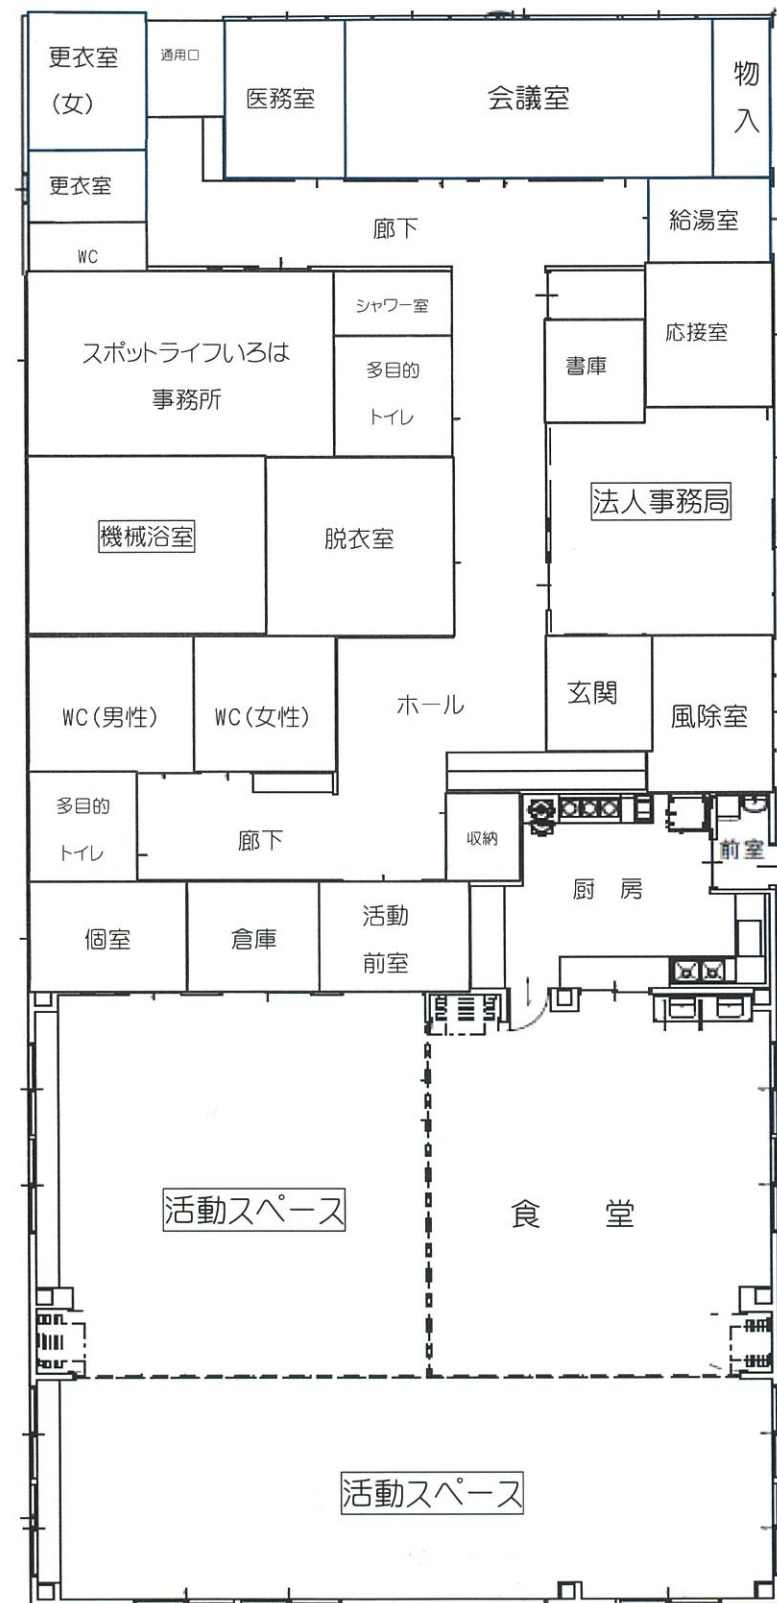 更衣室
(女)
通用口
医務室
会議室
物
入
更衣室
WC
廊下
給湯室
シャワー室
応接室
スポットライフいろは
事務所
多目的
トイレ
書庫
法人事務局
機械浴室
脱衣室
WC(男性)
WC(女性)
ホール
玄関
風除室
多目的
トイレ
廊下
収納
前室
厨 房
個室
倉庫
活動
前室
活動スペース
食 堂
活動スペース